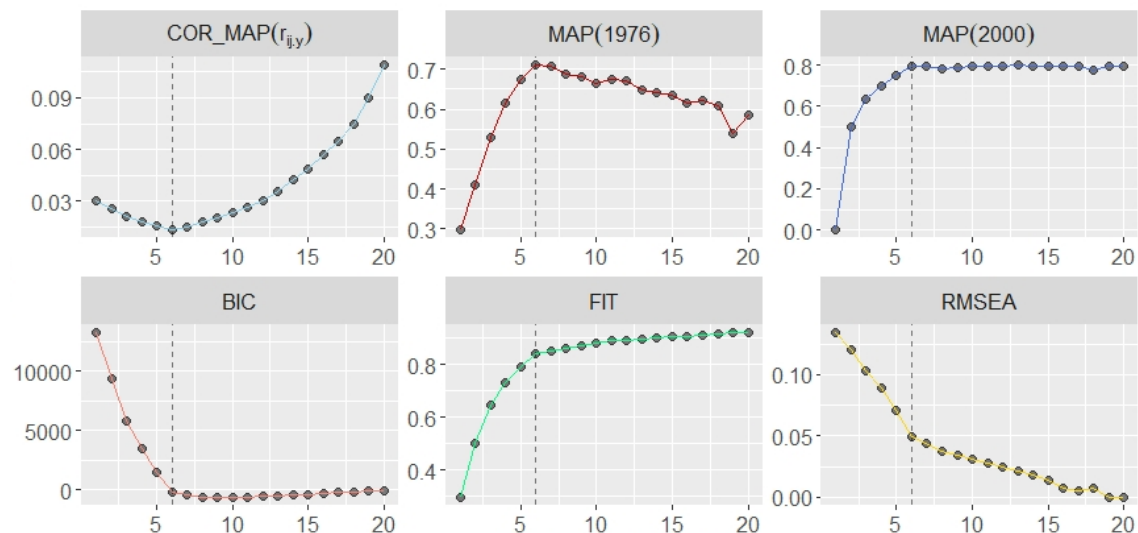 COR_MAP(r_ij.y) MAP(1976) MAP(2000)
0.09 0.7 0.8
0.06 0.6 0.6
0.03 0.5 0.4
0.4 0.2
0.3 0.0
5 10 15 20 5 10 15 20 5 10 15 20
BIC FIT RMSEA
10000 0.8 0.10
5000 0.6 0.05
0 0.4 0.00
5 10 15 20 5 10 15 20 5 10 15 20